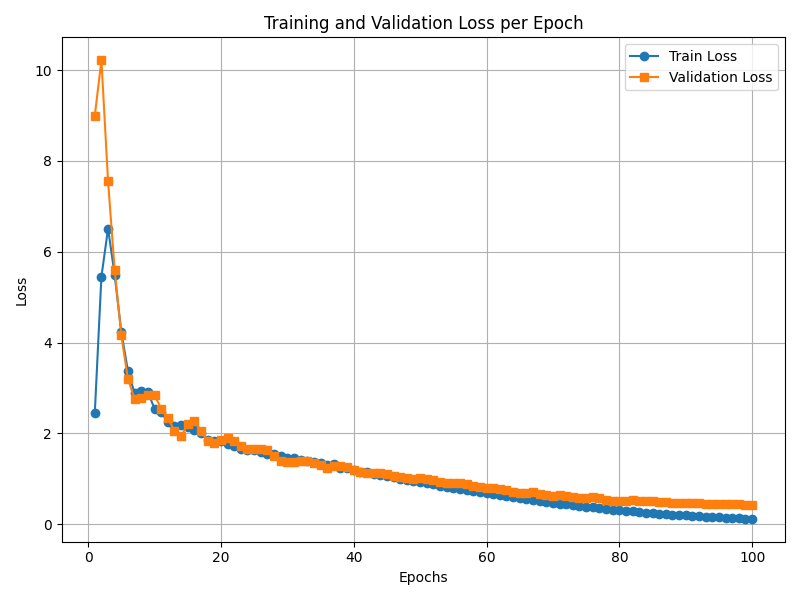 Training and Validation Loss per Epoch
Train Loss
Validation Loss
10
8
6
4
2
0
Loss
0 20 40 60 80 100
Epochs